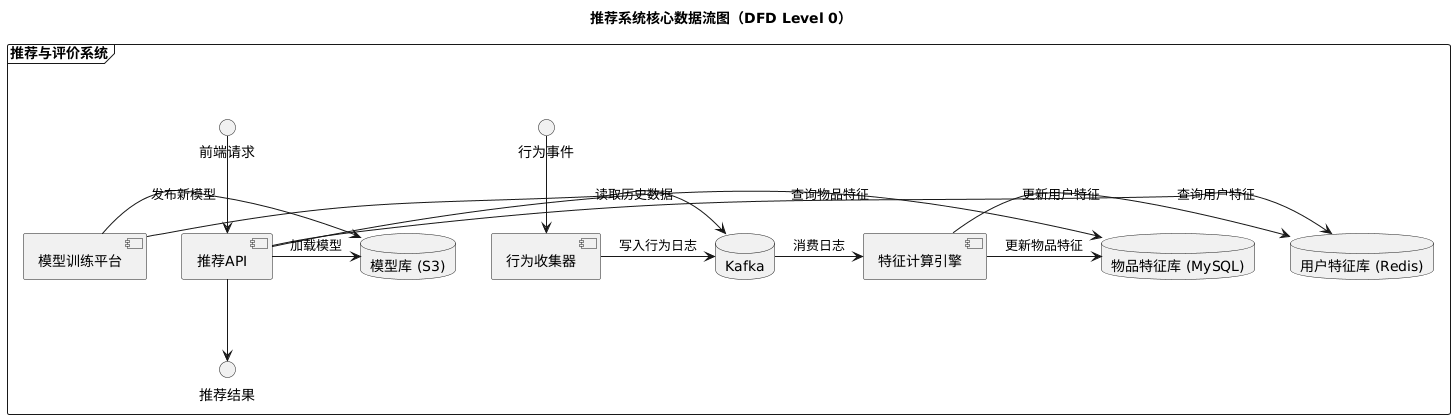 推荐系统核心数据流图（DFD Level 0）
推荐与评价系统
前端请求
行为事件
发布新模型
读取历史数据
查询物品特征
更新用户特征
查询用户特征
模型训练平台
推荐API
加载模型
模型库 (S3)
行为收集器
写入行为日志
Kafka
消费日志
特征计算引擎
更新物品特征
物品特征库 (MySQL)
用户特征库 (Redis)
推荐结果